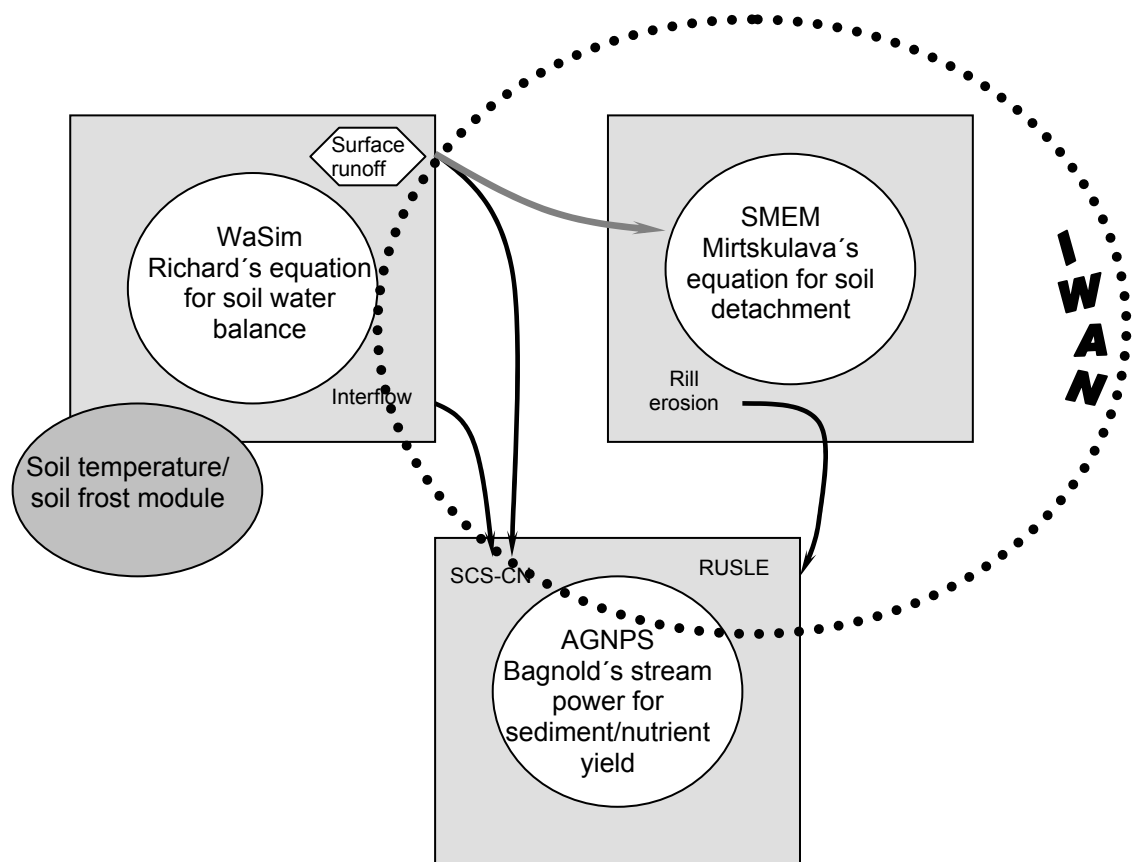 Surface
runoff
WaSim
Richard´s equation
for soil water
balance
Interflow
Soil temperature/
soil frost module
SMEM
Mirtskulava´s
equation for soil
detachment
Rill
erosion
IWAN
SCS-CN
RUSLE
AGNPS
Bagnold´s stream
power for
sediment/nutrient
yield